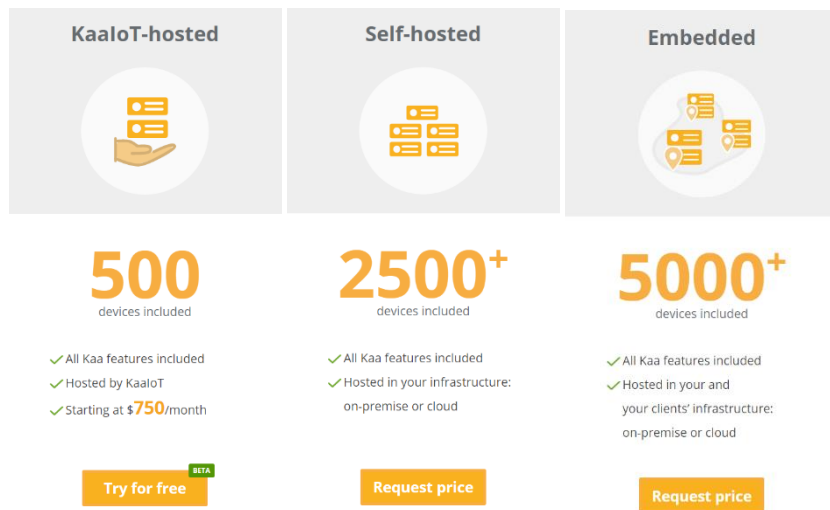 KaaIoT-hosted
500
devices included
All Kaa features included
Hosted by KaaIoT
Starting at $750/month
BETA
Try for free
Self-hosted
2500+
devices included
All Kaa features included
Hosted in your infrastructure:
on-premise or cloud
Request price
Embedded
5000+
devices included
All Kaa features included
Hosted in your and
your clients' infrastructure:
on-premise or cloud
Request price